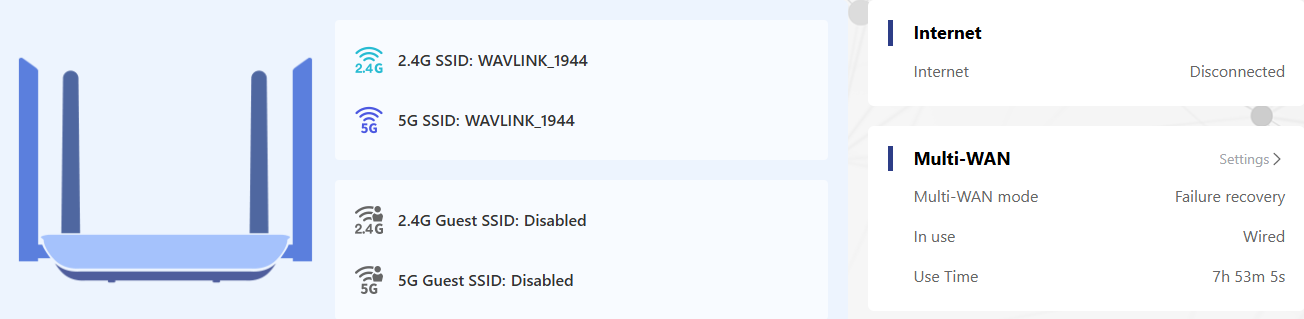 2.4G
2.4G SSID: WAVLINK_1944
5G
5G SSID: WAVLINK_1944
2.4G
2.4G Guest SSID: Disabled
5G
5G Guest SSID: Disabled
Internet
Internet Disconnected
Multi-WAN Settings
Multi-WAN mode Failure recovery
In use Wired
Use Time 7h 53m 5s